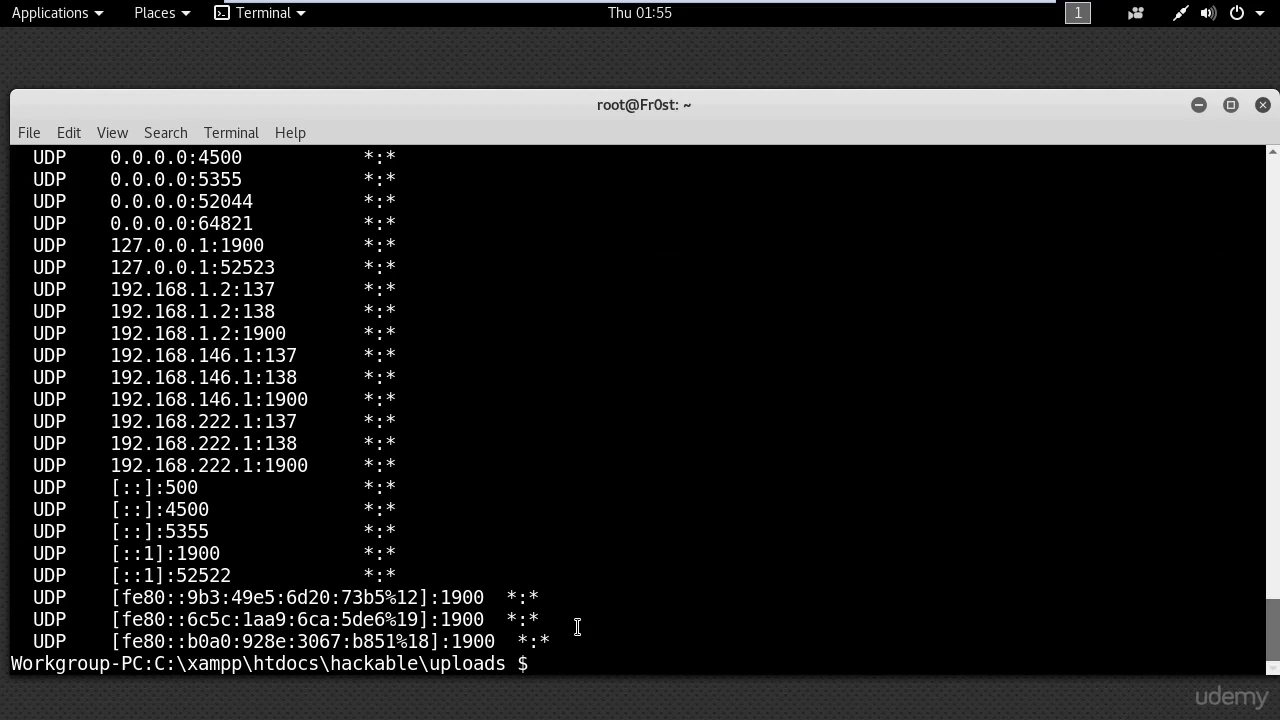 Applications Places Terminal Thu 01:55 1
root@Fr0st: ~
File Edit View Search Terminal Help
UDP 0.0.0.0:4500 *:*
UDP 0.0.0.0:5355 *:*
UDP 0.0.0.0:52044 *:*
UDP 0.0.0.0:64821 *:*
UDP 127.0.0.1:1900 *:*
UDP 127.0.0.1:52523 *:*
UDP 192.168.1.2:137 *:*
UDP 192.168.1.2:138 *:*
UDP 192.168.1.2:1900 *:*
UDP 192.168.146.1:137 *:*
UDP 192.168.146.1:138 *:*
UDP 192.168.146.1:1900 *:*
UDP 192.168.222.1:137 *:*
UDP 192.168.222.1:138 *:*
UDP 192.168.222.1:1900 *:*
UDP [::]:500 *:*
UDP [::]:4500 *:*
UDP [::]:5355 *:*
UDP [::1]:1900 *:*
UDP [::1]:52522 *:*
UDP [fe80::9b3:49e5:6d20:73b5%12]:1900 *:*
UDP [fe80::6c5c:1aa9:6ca:5de6%19]:1900 *:*
UDP [fe80::b0a0:928e:3067:b851%18]:1900 *:*
Workgroup-PC:C:\xampp\htdocs\hackable\uploads $
udemy